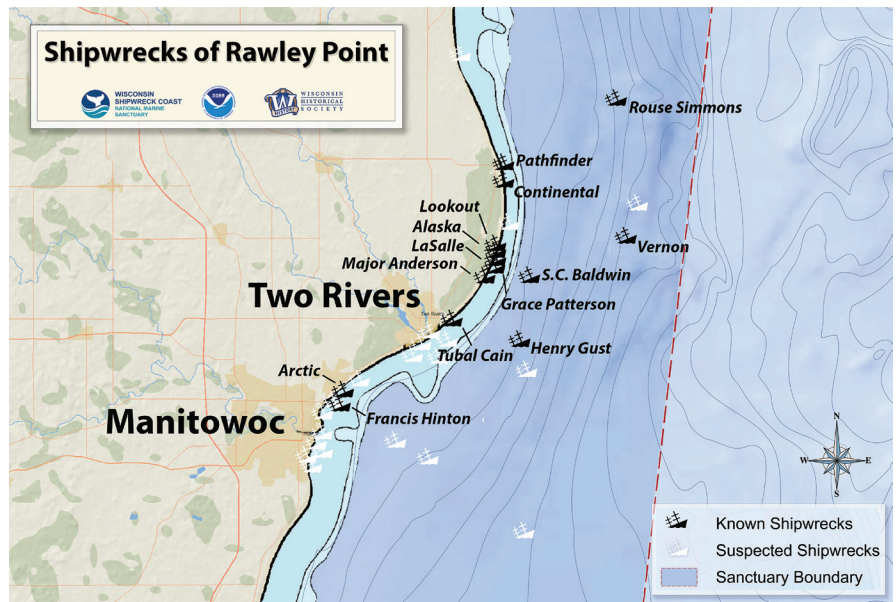 Shipwrecks of Rawley Point
WISCONSIN
SHIPWRECK COAST
NATIONAL MARINE
SANCTUARY
NOAA
W
HISTORY
WISCONSIN
HISTORICAL
SOCIETY
Rouse Simmons
Pathfinder
Continental
Lookout
Alaska
LaSalle
Major Anderson
Vernon
S.C. Baldwin
Grace Patterson
Two Rivers
Two Rivers
Tubal Cain
Henry Gust
Arctic
Francis Hinton
Manitowoc
N
W
E
S
Known Shipwrecks
Suspected Shipwrecks
Sanctuary Boundary